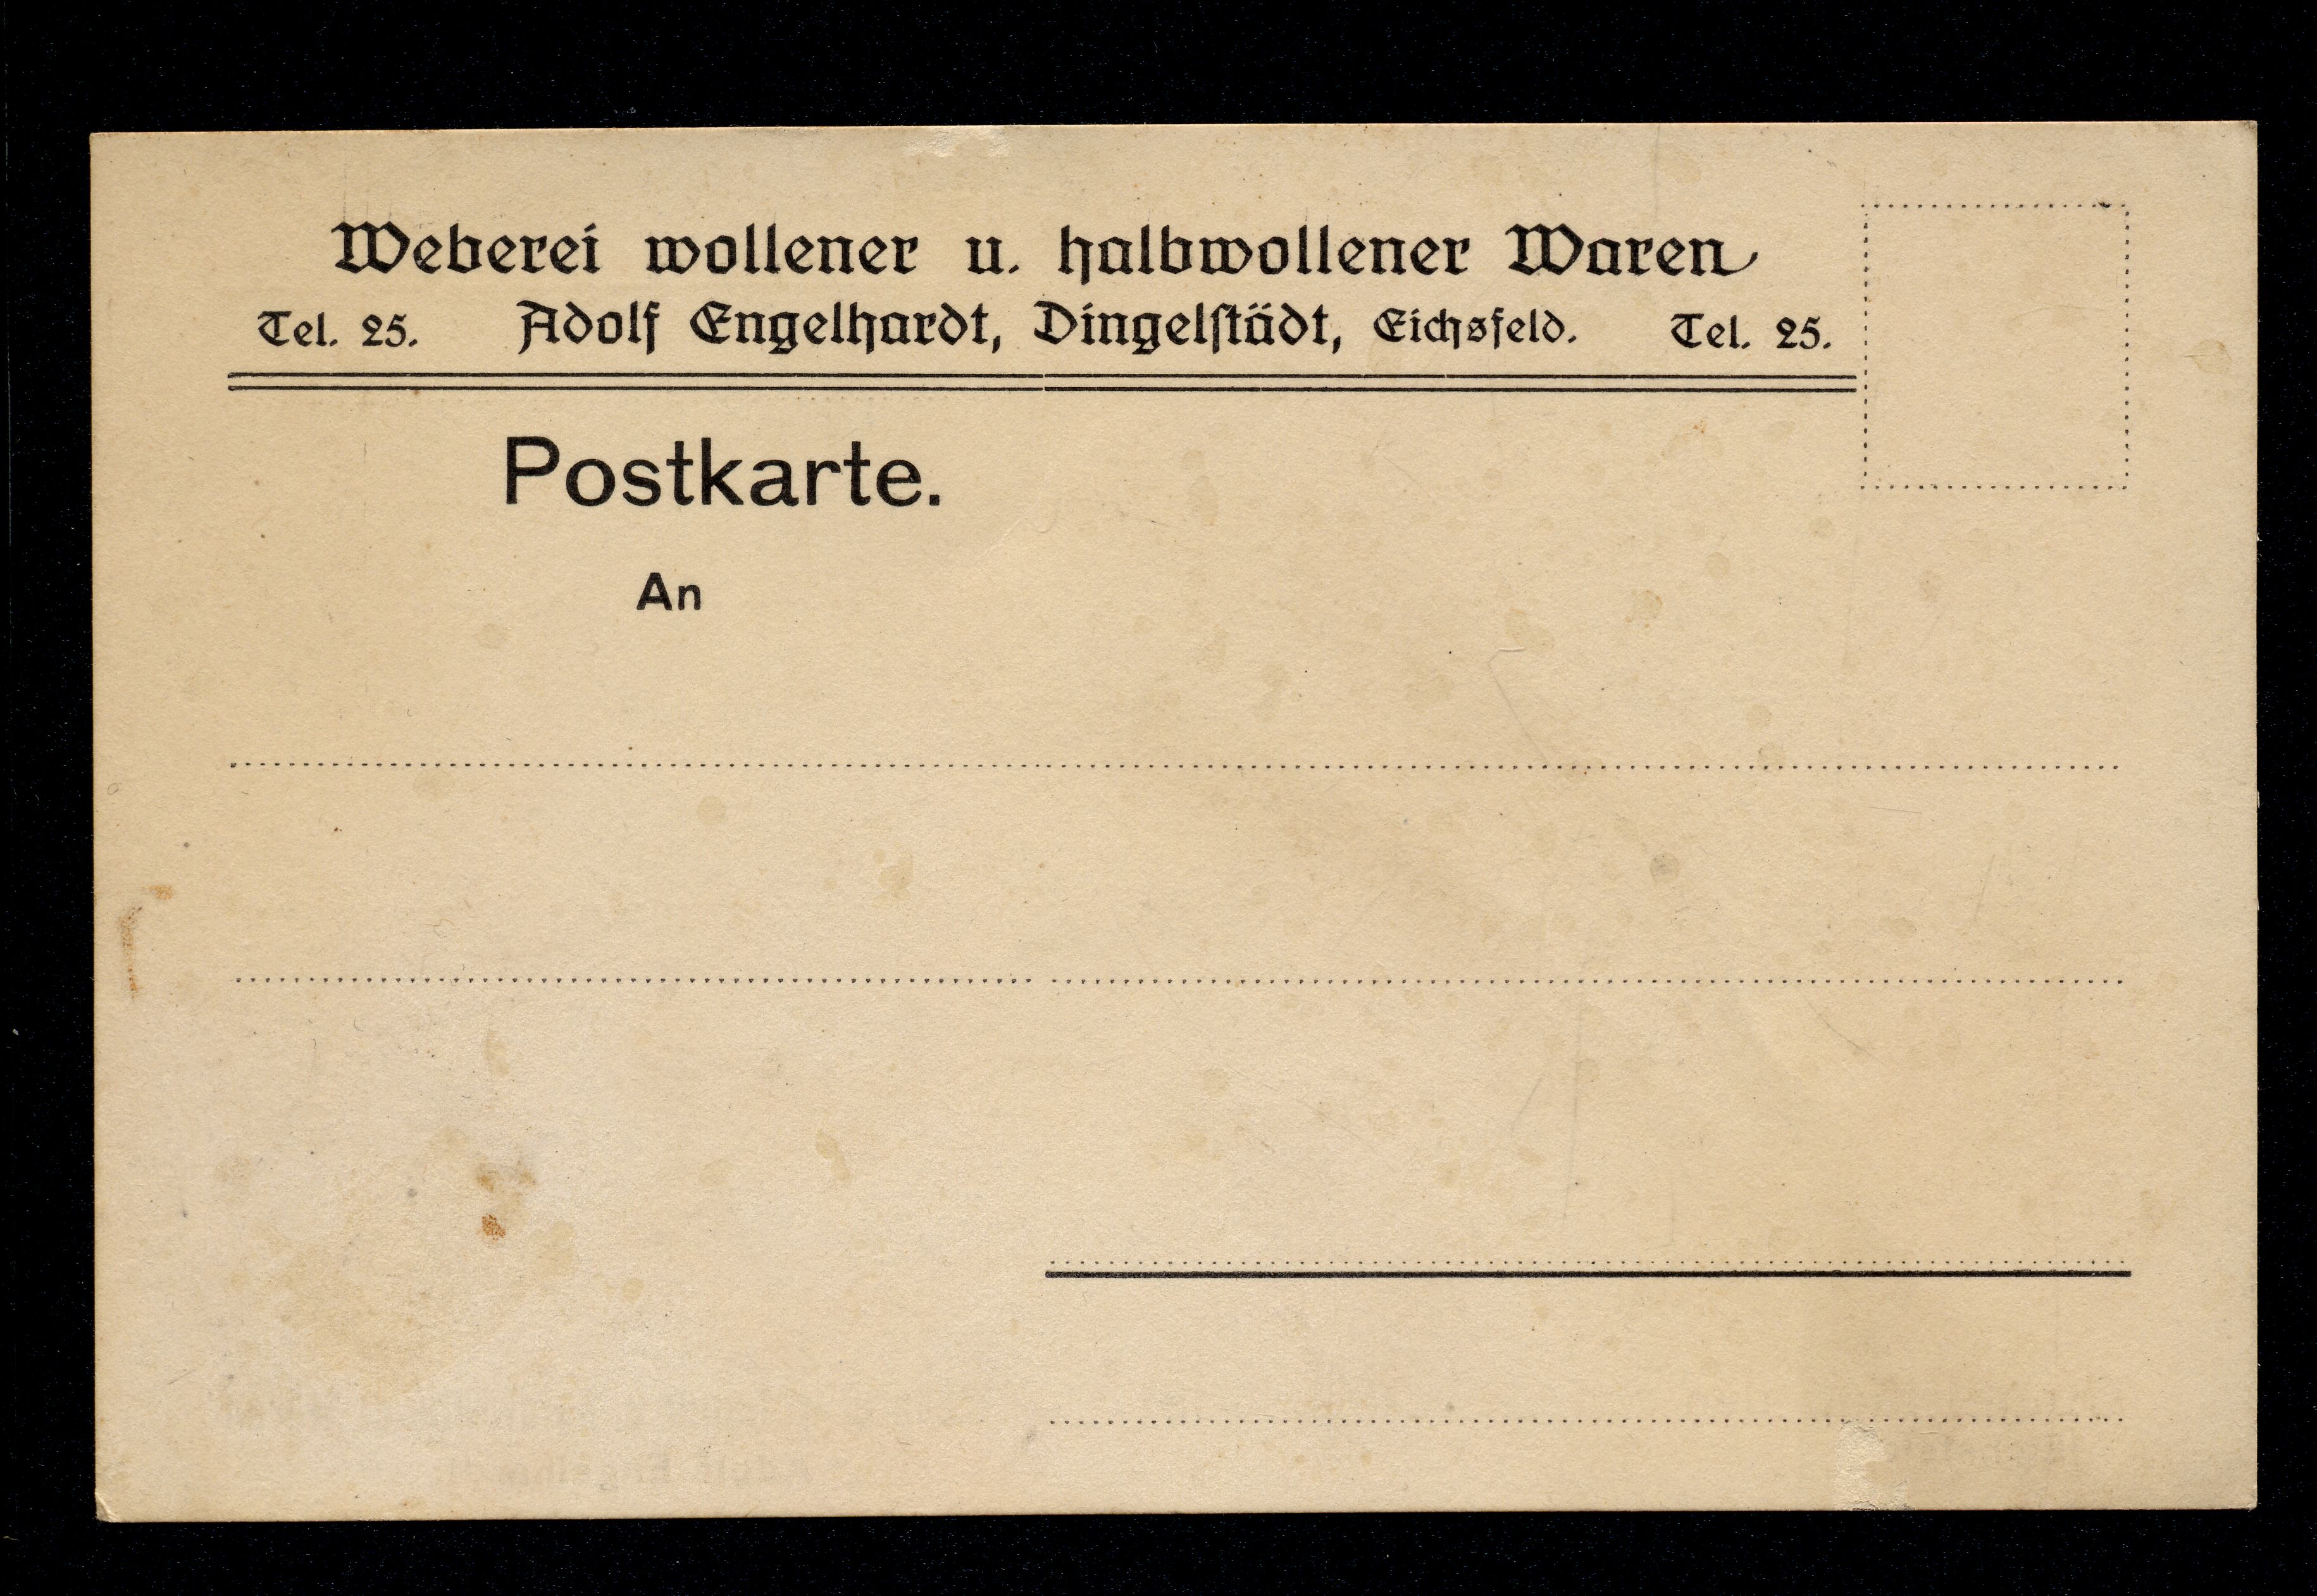 Weberei wollener u. halbwollener Waren
Tel. 25. Adolf Engelhardt, Dingelſtädt, Eichsfeld. Tel. 25.
Postkarte.
An